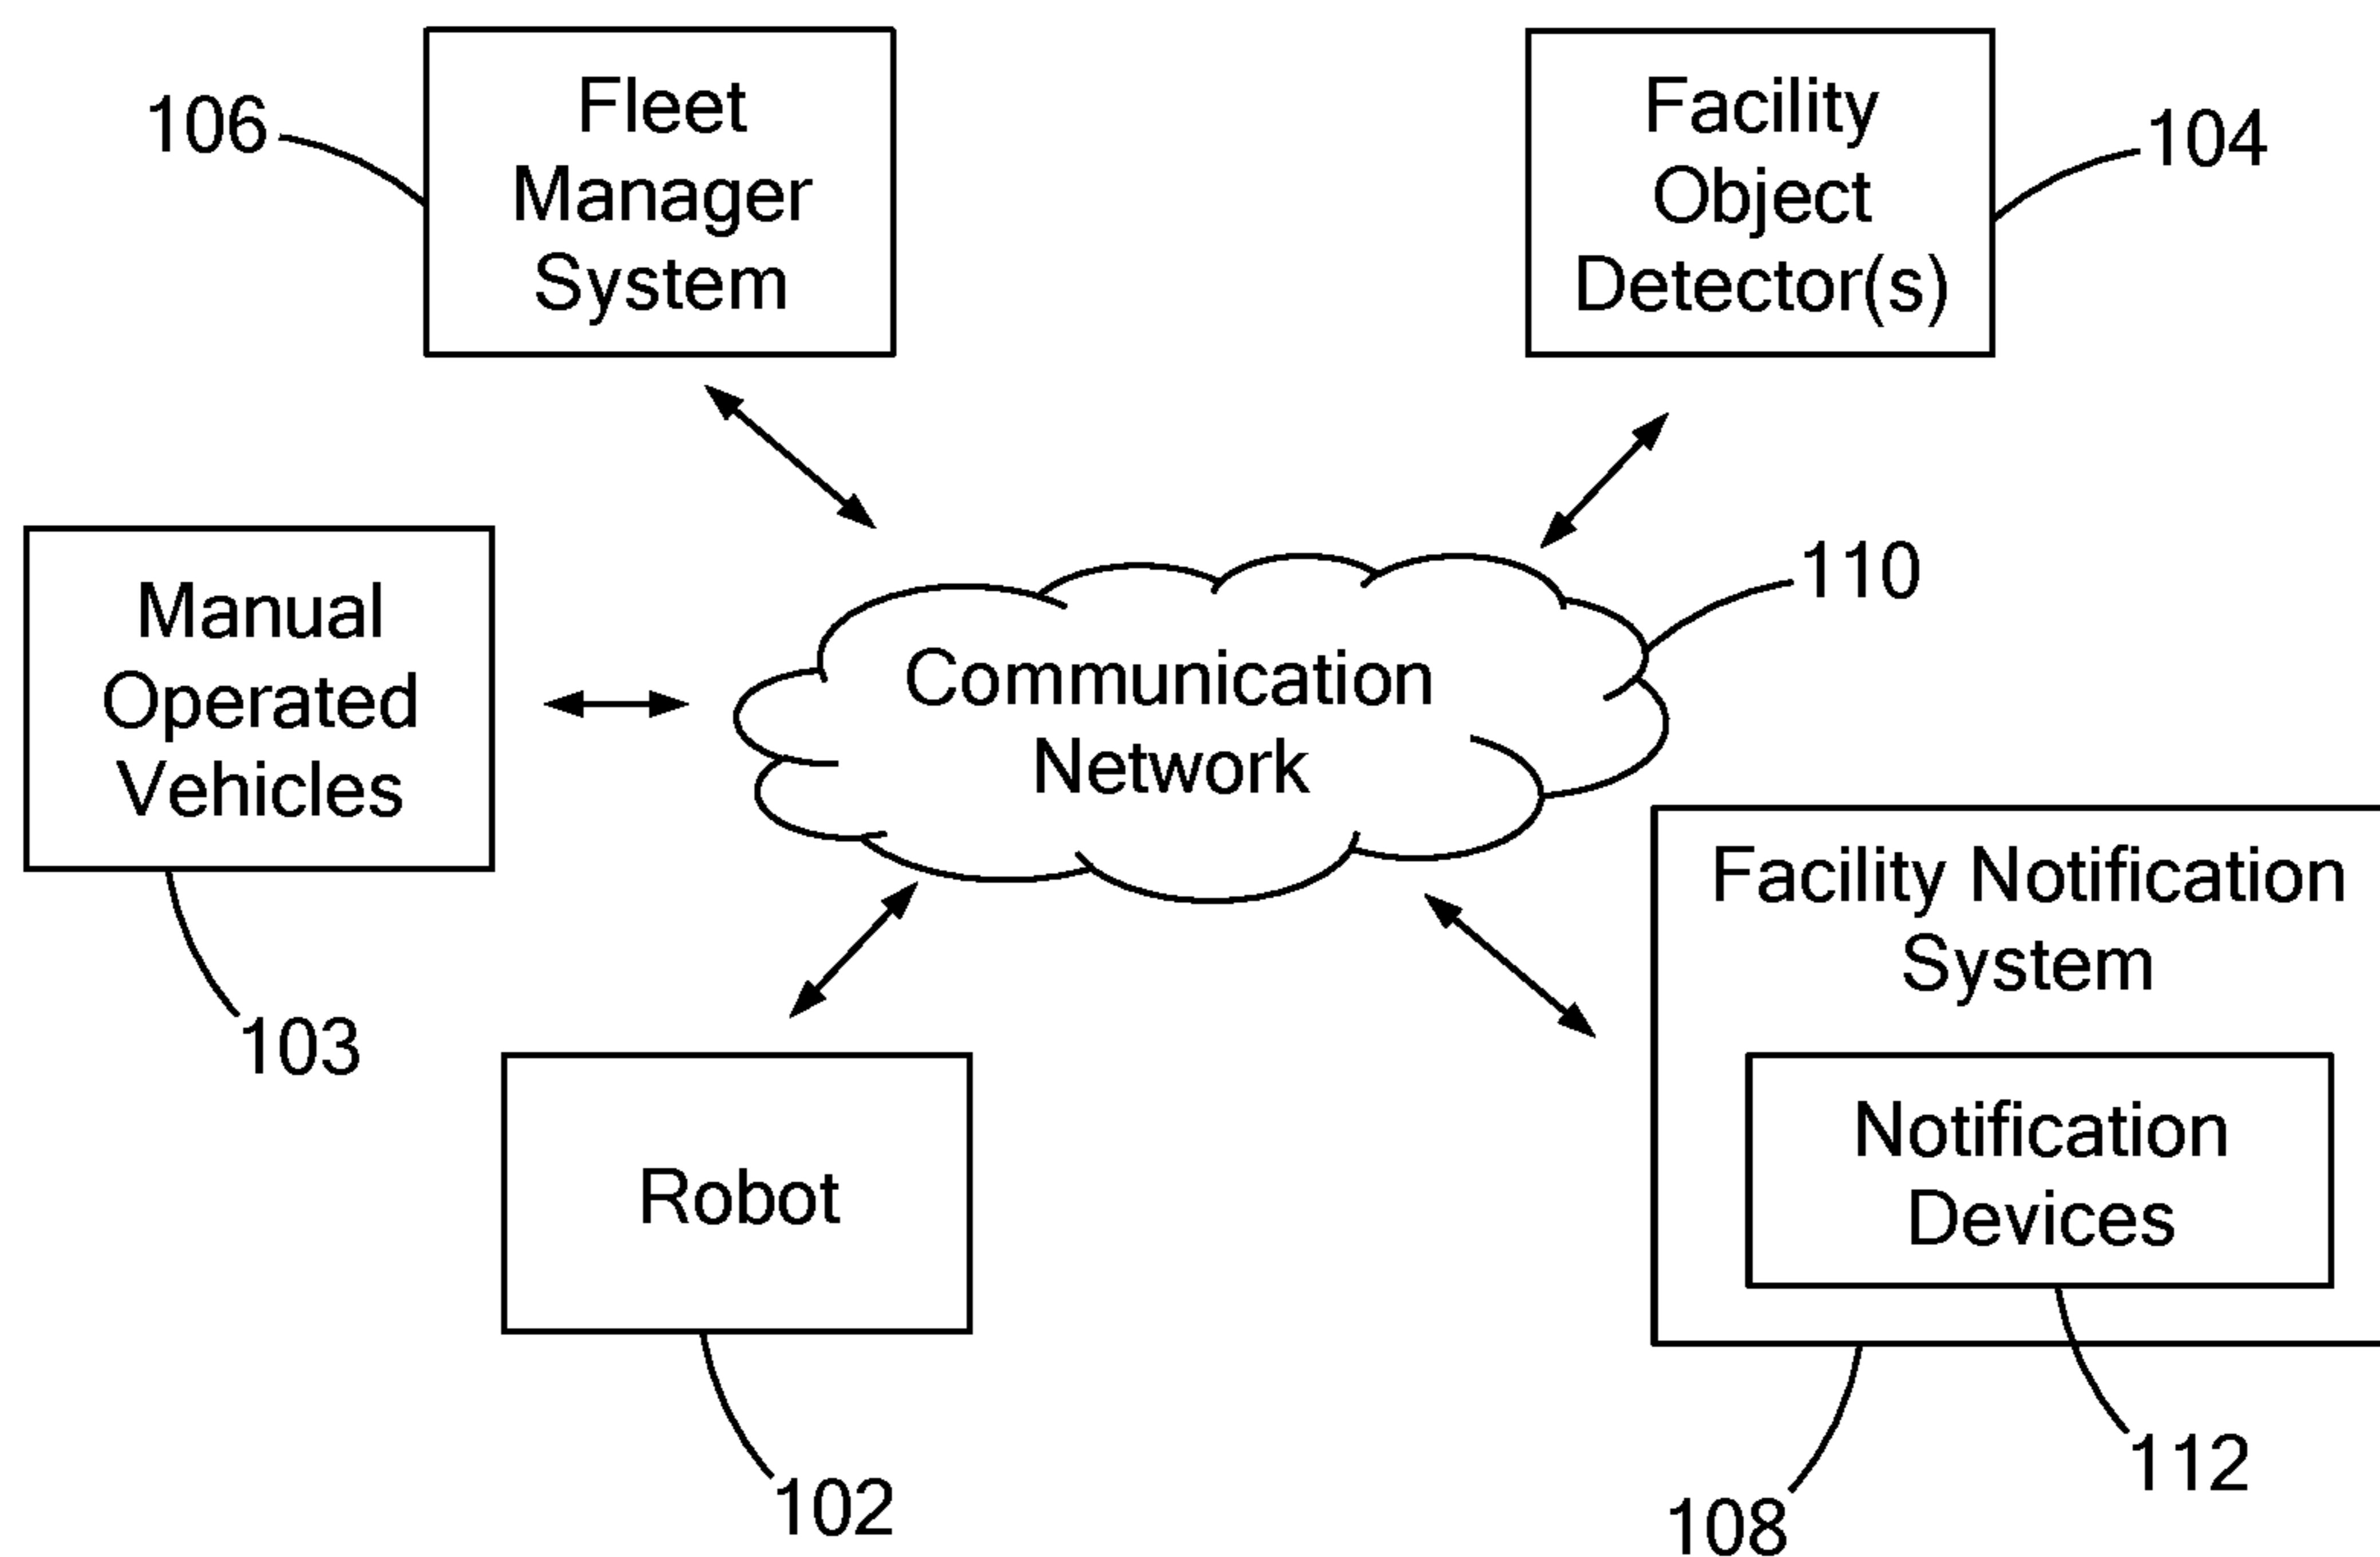 106
Fleet
Manager
System
Facility
Object
Detector(s)
104
Manual
Operated
Vehicles
103
Communication
Network
110
Facility Notification
System
Notification
Devices
112
108
Robot
102